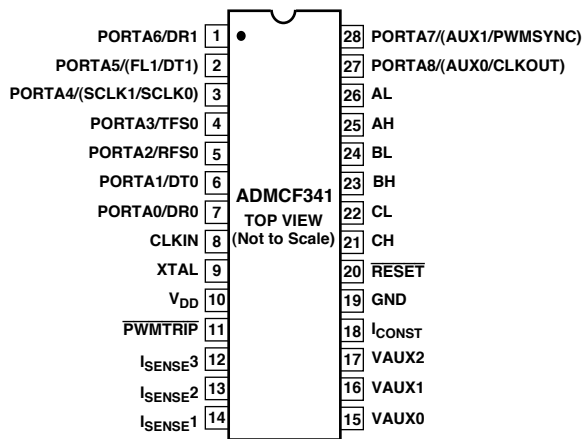 PORTA6/DR1 1
PORTA5/(FL1/DT1) 2
PORTA4/(SCLK1/SCLK0) 3
PORTA3/TFS0 4
PORTA2/RFS0 5
PORTA1/DT0 6
PORTA0/DR0 7
CLKIN 8
XTAL 9
VDD 10
PWMTRIP 11
ISENSE3 12
ISENSE2 13
ISENSE1 14
ADMCF341
TOP VIEW
(Not to Scale)
28 PORTA7/(AUX1/PWMSYNC)
27 PORTA8/(AUX0/CLKOUT)
26 AL
25 AH
24 BL
23 BH
22 CL
21 CH
20 RESET
19 GND
18 ICONST
17 VAUX2
16 VAUX1
15 VAUX0